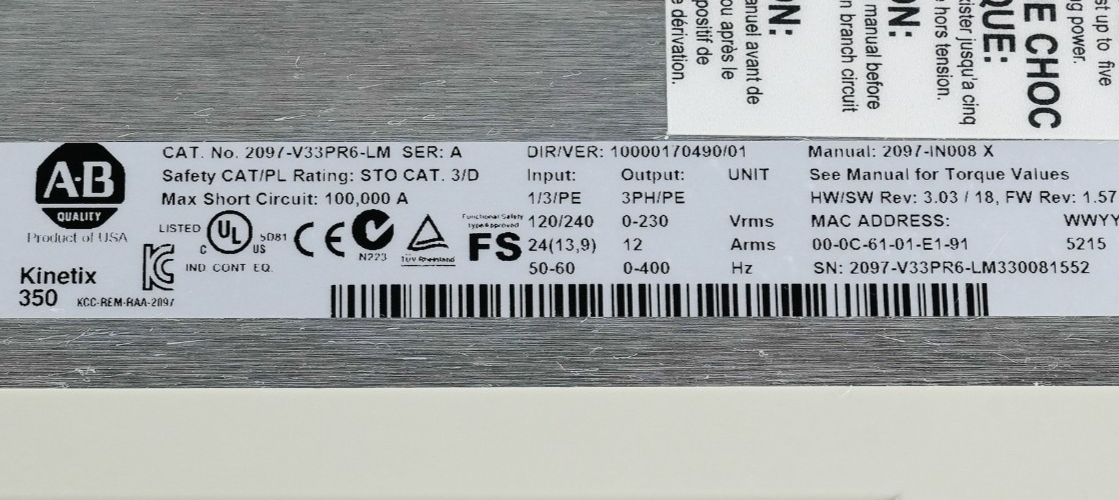 st up to five
g power.
E CHOC
QUE:
xister jusqu'a cinq
hors tension.
ON:
manual before
n branch circuit
N:
anuel avant de
ou après le
positif de
e dérivation.
A-B
QUALITY
Product of USA
Kinetix
350
KCC-REM-RAA-2097
CAT. No. 2097-V33PR6-LM SER: A
Safety CAT/PL Rating: STO CAT. 3/D
Max Short Circuit: 100,000 A
LISTED
C UL US
5081
IND CONT EQ.
CE
N223
TÜV Rheinland
Functional Safety
Type Approved
FS
DIR/VER: 10000170490/01
Input: Output: UNIT
1/3/PE 3PH/PE
120/240 0-230 Vrms
24(13,9) 12 Arms
50-60 0-400 Hz
Manual: 2097-IN008 X
See Manual for Torque Values
HW/SW Rev: 3.03 / 18, FW Rev: 1.57
MAC ADDRESS: WWYY
00-0C-61-01-E1-91 5215
SN: 2097-V33PR6-LM330081552